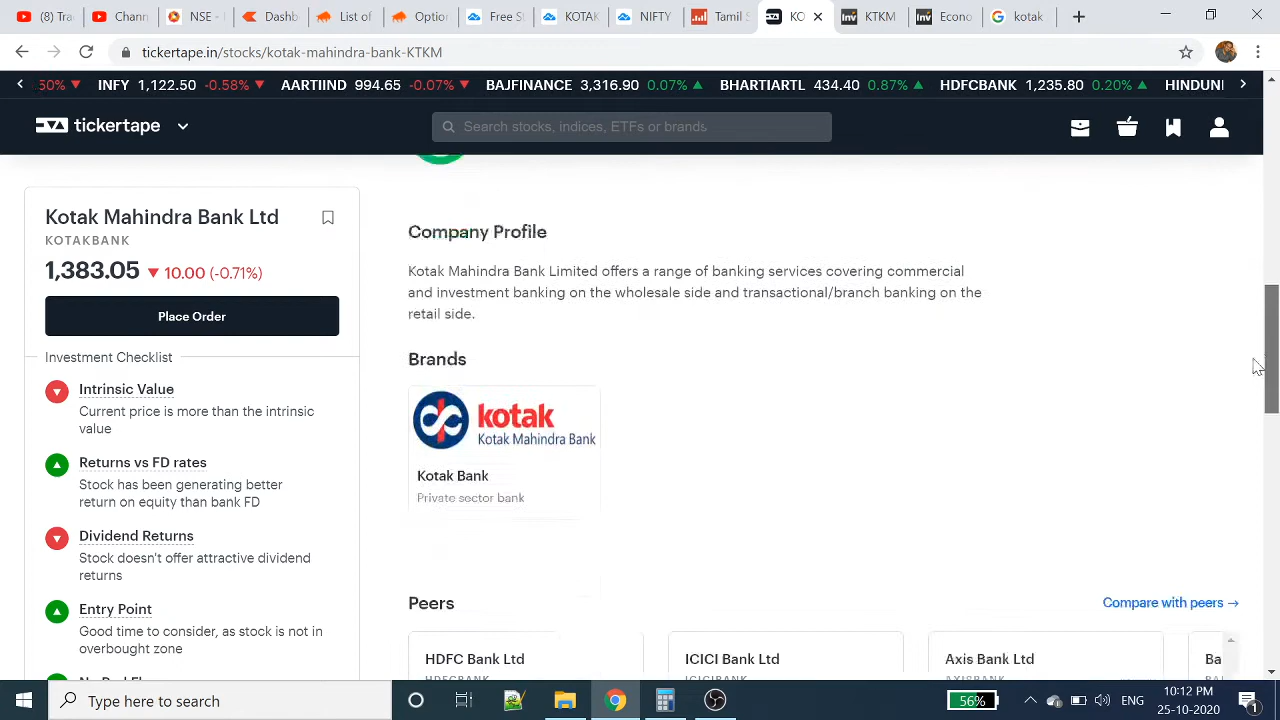 (1) Y
Chart
NSE -
Dashb
List of
Optio
Free S
KOTAK
NIFTY
Tamil S
KO
KTKM
Econo
kotak
tickertape.in/stocks/kotak-mahindra-bank-KTKM
.50% INFY 1,122.50 -0.58% AARTIIND 994.65 -0.07% BAJFINANCE 3,316.90 0.07% BHARTIARTL 434.40 0.87% HDFCBANK 1,235.80 0.20% HINDUNI
tickertape
Search stocks, indices, ETFs or brands
Kotak Mahindra Bank Ltd
KOTAKBANK
1,383.05 10.00 (-0.71%)
Place Order
Investment Checklist
Intrinsic Value
Current price is more than the intrinsic
value
Returns vs FD rates
Stock has been generating better
return on equity than bank FD
Dividend Returns
Stock doesn't offer attractive dividend
returns
Entry Point
Good time to consider, as stock is not in
overbought zone
Company Profile
Kotak Mahindra Bank Limited offers a range of banking services covering commercial
and investment banking on the wholesale side and transactional/branch banking on the
retail side.
Brands
kotak
Kotak Mahindra Bank
Kotak Bank
Private sector bank
Peers
Compare with peers →
HDFC Bank Ltd
HDFCBANK
ICICI Bank Ltd
ICICIBANK
Axis Bank Ltd
AXISBANK
Ba
Type here to search
56%
ENG
10:12 PM
25-10-2020
1